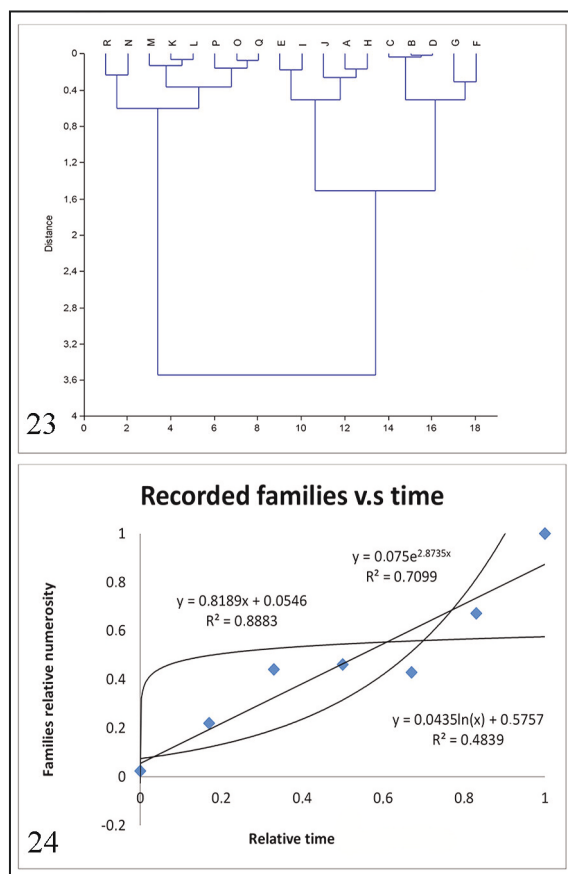 R N M K L P O Q E I J A H C B D G F
0
0,4
0,8
1,2
1,6
2
2,4
2,8
3,2
3,6
4
Distance
0 2 4 6 8 10 12 14 16 18
23
Recorded families v.s time
1
0.8
0.6
0.4
0.2
0
-0.2
Families relative numerosity
y = 0.075e^2.8735x
R² = 0.7099
y = 0.8189x + 0.0546
R² = 0.8883
y = 0.0435ln(x) + 0.5757
R² = 0.4839
0 0.2 0.4 0.6 0.8 1
Relative time
24